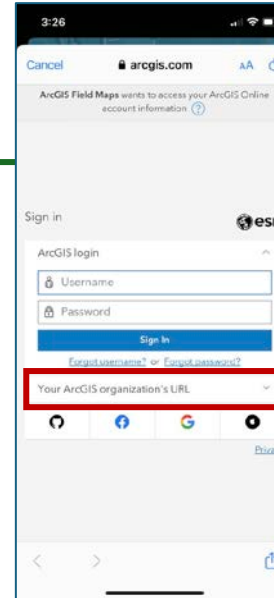 3:26
Cancel arcgis.com AA
ArcGIS Field Maps wants to access your ArcGIS Online
account information (?)
Sign in
ArcGIS login
Username
Password
Sign In
Forgot username? or Forgot password?
Your ArcGIS organization's URL